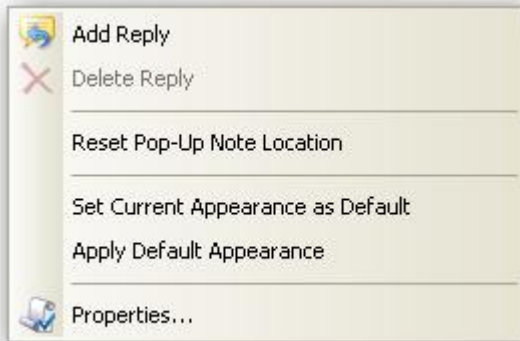 Add Reply
Delete Reply
Reset Pop-Up Note Location
Set Current Appearance as Default
Apply Default Appearance
Properties...